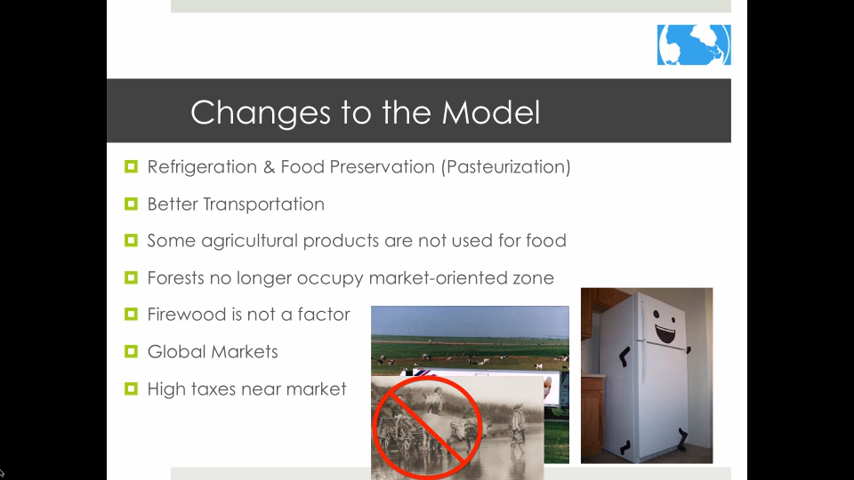 Changes to the Model
Refrigeration & Food Preservation (Pasteurization)
Better Transportation
Some agricultural products are not used for food
Forests no longer occupy market-oriented zone
Firewood is not a factor
Global Markets
High taxes near market